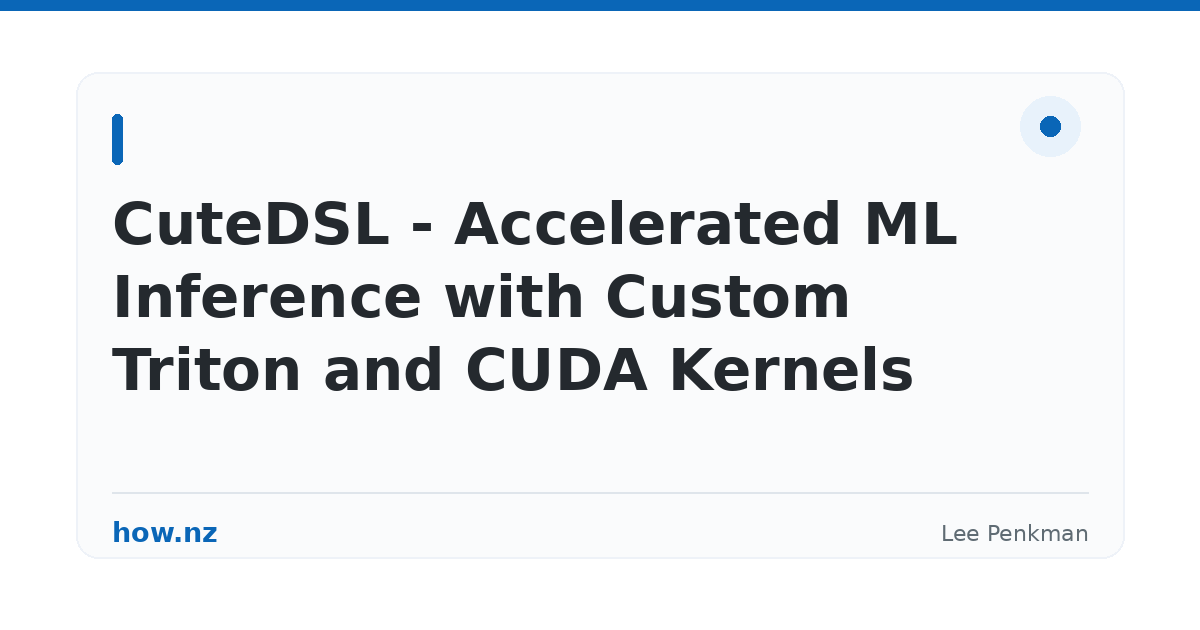 CuteDSL - Accelerated ML
Inference with Custom
Triton and CUDA Kernels
how.nz
Lee Penkman